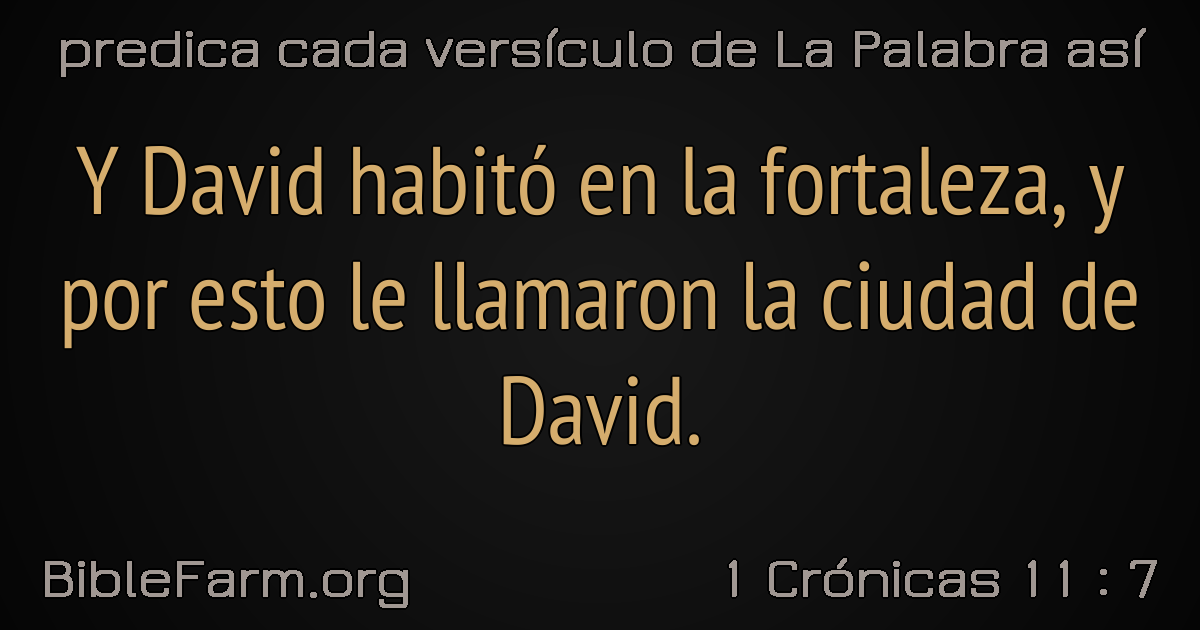 predica cada versículo de La Palabra así
Y David habitó en la fortaleza, y
por esto le llamaron la ciudad de
David.
BibleFarm.org
1 Crónicas 11 : 7